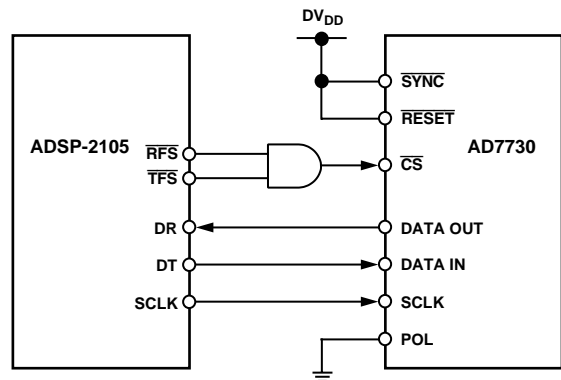 DVDD
ADSP-2105
AD7730
SYNC
RESET
RFS
TFS
CS
DR
DATA OUT
DT
DATA IN
SCLK
SCLK
POL